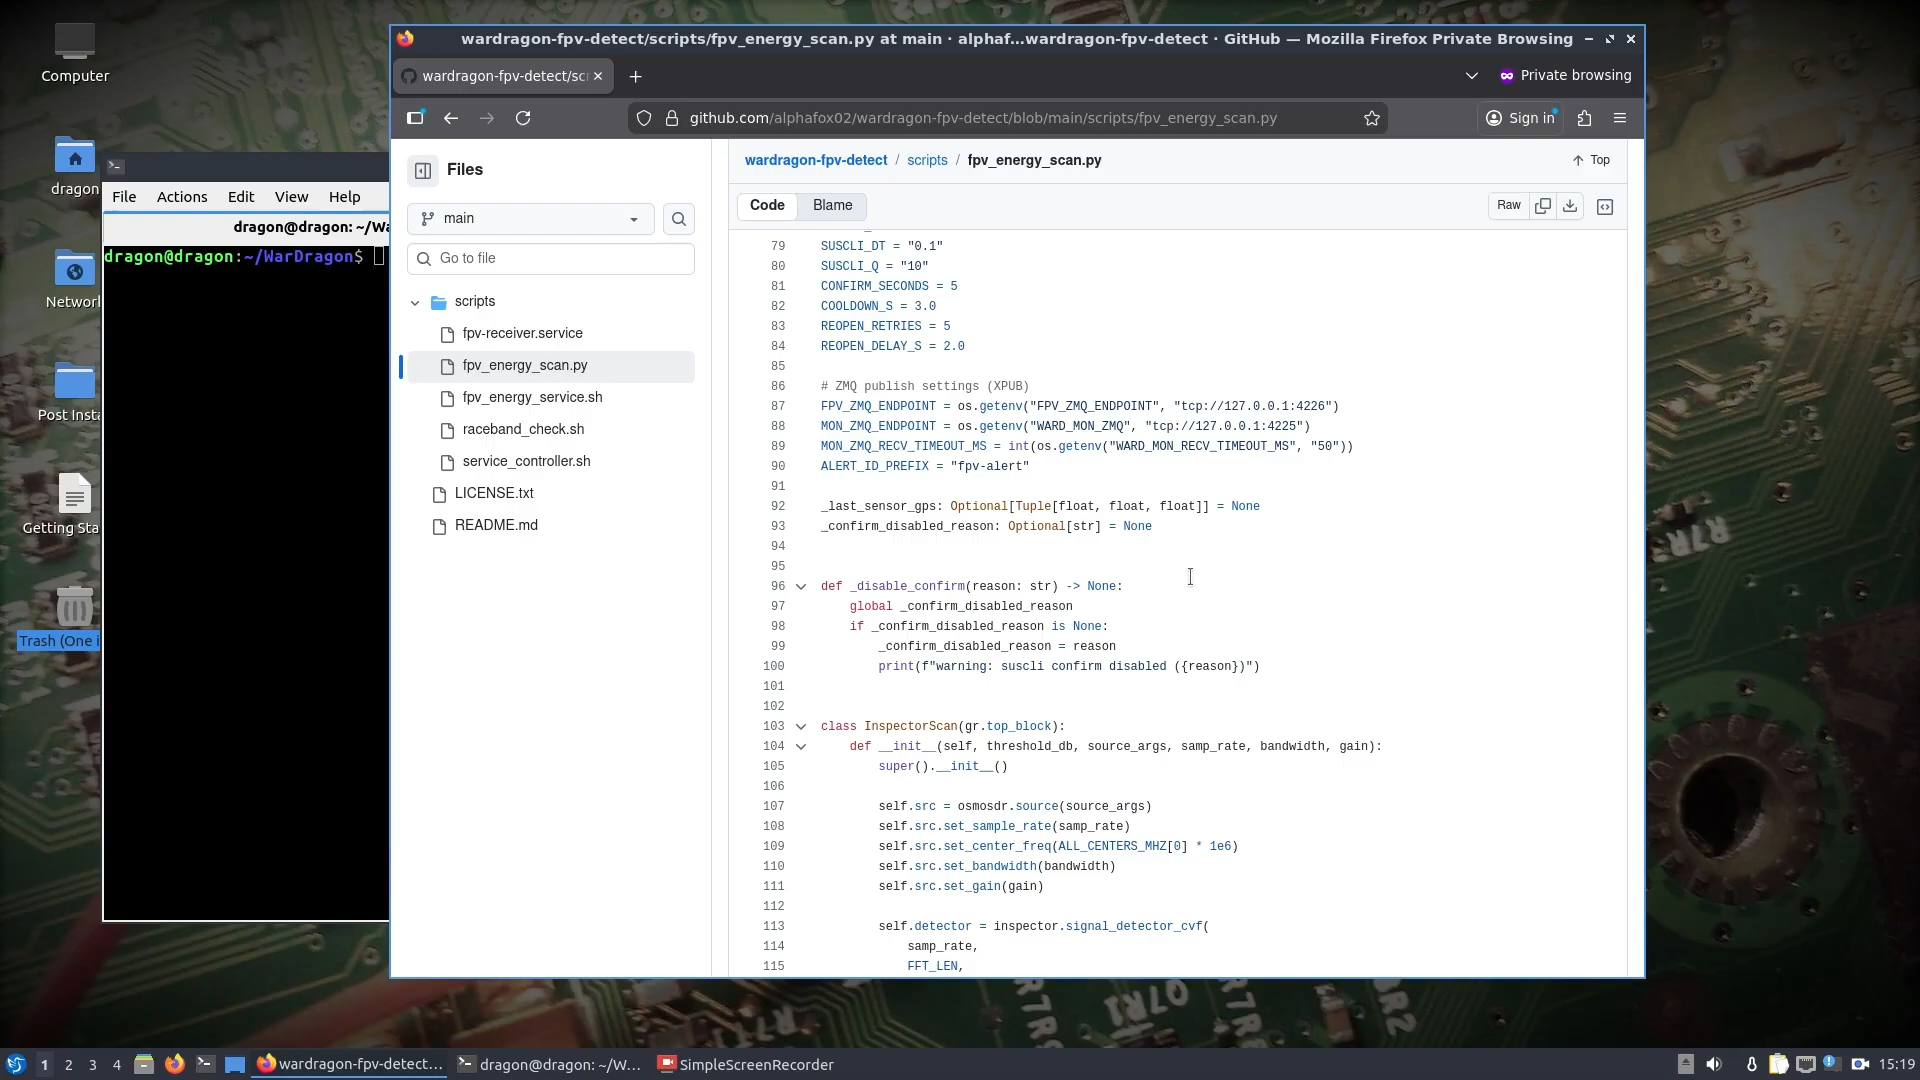 Computer
dragon
Networ
Post Insta
Getting Sta
Trash (One i
File Actions Edit View Help
dragon@dragon: ~/Wa
dragon@dragon:~/WarDragon$
wardragon-fpv-detect/scripts/fpv_energy_scan.py at main · alphaf…wardragon-fpv-detect · GitHub — Mozilla Firefox Private Browsing
wardragon-fpv-detect/sc
Private browsing
github.com/alphafox02/wardragon-fpv-detect/blob/main/scripts/fpv_energy_scan.py
Sign in
Files
main
Go to file
scripts
fpv-receiver.service
fpv_energy_scan.py
fpv_energy_service.sh
raceband_check.sh
service_controller.sh
LICENSE.txt
README.md
wardragon-fpv-detect / scripts / fpv_energy_scan.py
Top
Code Blame
Raw
79 SUSCLI_DT = "0.1"
80 SUSCLI_Q = "10"
81 CONFIRM_SECONDS = 5
82 COOLDOWN_S = 3.0
83 REOPEN_RETRIES = 5
84 REOPEN_DELAY_S = 2.0
85
86 # ZMQ publish settings (XPUB)
87 FPV_ZMQ_ENDPOINT = os.getenv("FPV_ZMQ_ENDPOINT", "tcp://127.0.0.1:4226")
88 MON_ZMQ_ENDPOINT = os.getenv("WARD_MON_ZMQ", "tcp://127.0.0.1:4225")
89 MON_ZMQ_RECV_TIMEOUT_MS = int(os.getenv("WARD_MON_RECV_TIMEOUT_MS", "50"))
90 ALERT_ID_PREFIX = "fpv-alert"
91
92 _last_sensor_gps: Optional[Tuple[float, float, float]] = None
93 _confirm_disabled_reason: Optional[str] = None
94
95
96 def _disable_confirm(reason: str) -> None:
97 global _confirm_disabled_reason
98 if _confirm_disabled_reason is None:
99 _confirm_disabled_reason = reason
100 print(f"warning: suscli confirm disabled ({reason})")
101
102
103 class InspectorScan(gr.top_block):
104 def __init__(self, threshold_db, source_args, samp_rate, bandwidth, gain):
105 super().__init__()
106
107 self.src = osmosdr.source(source_args)
108 self.src.set_sample_rate(samp_rate)
109 self.src.set_center_freq(ALL_CENTERS_MHZ[0] * 1e6)
110 self.src.set_bandwidth(bandwidth)
111 self.src.set_gain(gain)
112
113 self.detector = inspector.signal_detector_cvf(
114 samp_rate,
115 FFT_LEN,
1 2 3 4
wardragon-fpv-detect...
dragon@dragon: ~/W...
SimpleScreenRecorder
15:19